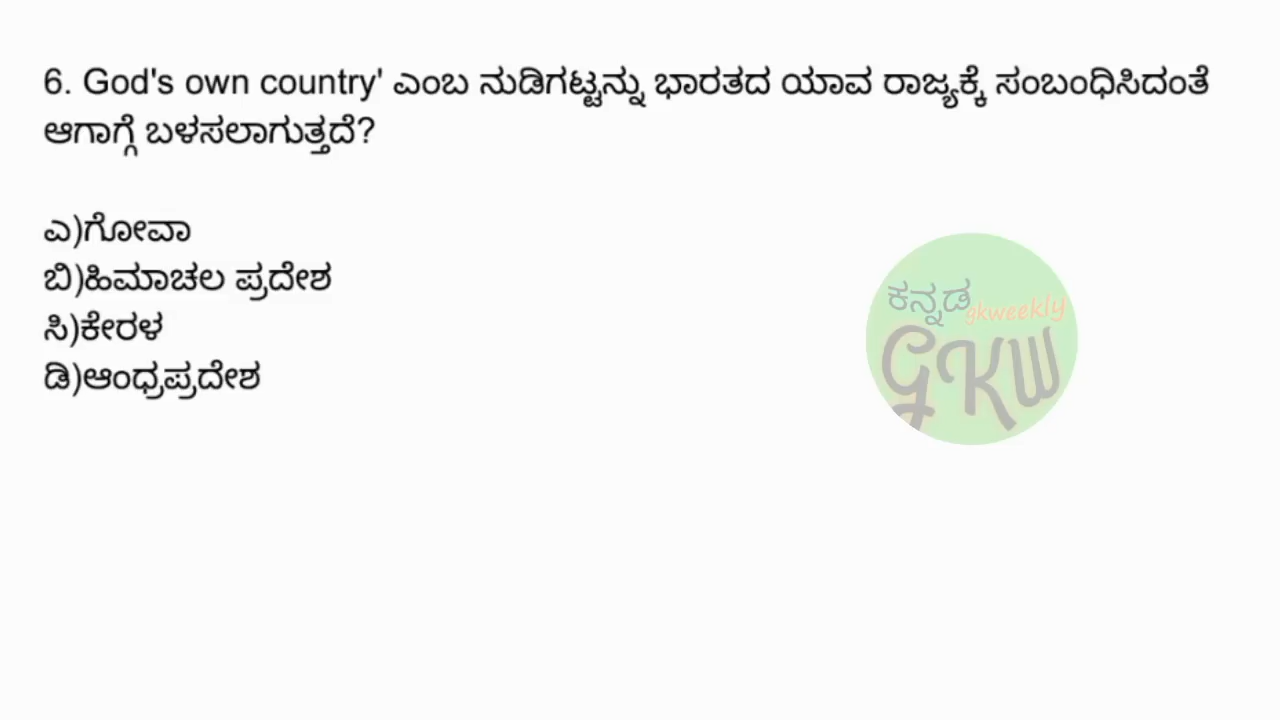 6. God's own country' ಎಂಬ ನುಡಿಗಟ್ಟನ್ನು ಭಾರತದ ಯಾವ ರಾಜ್ಯಕ್ಕೆ ಸಂಬಂಧಿಸಿದಂತೆ
ಆಗಾಗ್ಗೆ ಬಳಸಲಾಗುತ್ತದೆ?
ಎ)ಗೋವಾ
ಬಿ)ಹಿಮಾಚಲ ಪ್ರದೇಶ
ಸಿ)ಕೇರಳ
ಡಿ)ಆಂಧ್ರಪ್ರದೇಶ
ಕನ್ನಡ
gkweekly
GKW